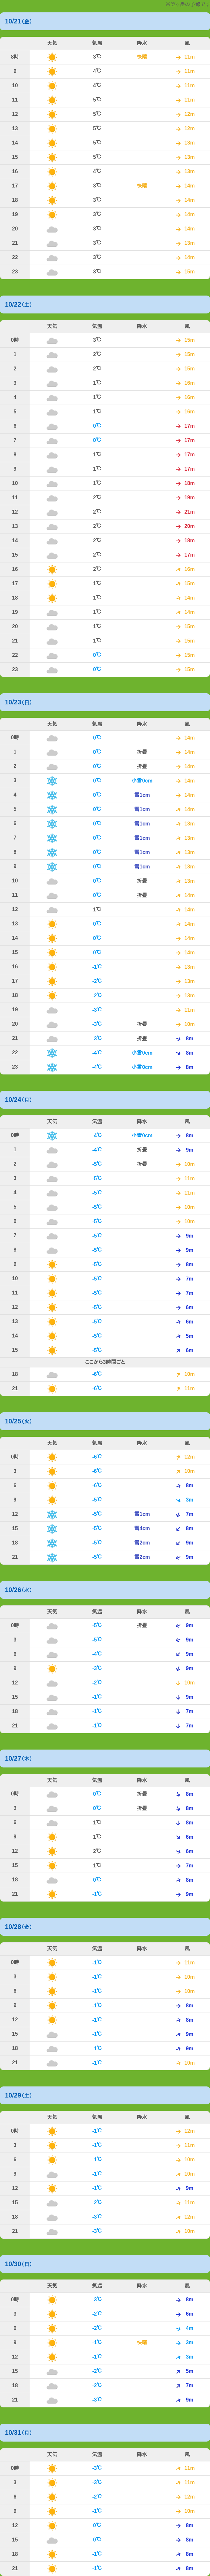 10/21(金)
天気 気温 降水 風
8時 3℃ 快晴 11m
9 4℃ 11m
10 4℃ 11m
11 5℃ 11m
12 5℃ 12m
13 5℃ 12m
14 5℃ 13m
15 5℃ 13m
16 4℃ 13m
17 3℃ 快晴 14m
18 3℃ 14m
19 3℃ 14m
20 3℃ 14m
21 3℃ 13m
22 3℃ 14m
23 3℃ 15m
10/22(土)
天気 気温 降水 風
0時 3℃ 15m
1 2℃ 15m
2 2℃ 15m
3 1℃ 16m
4 1℃ 16m
5 1℃ 16m
6 0℃ 17m
7 0℃ 17m
8 1℃ 17m
9 1℃ 17m
10 1℃ 18m
11 2℃ 19m
12 2℃ 21m
13 2℃ 20m
14 2℃ 18m
15 2℃ 17m
16 2℃ 16m
17 1℃ 15m
18 1℃ 14m
19 1℃ 14m
20 1℃ 15m
21 1℃ 15m
22 0℃ 15m
23 0℃ 15m
10/23(日)
天気 気温 降水 風
0時 0℃ 14m
1 0℃ 折畳 14m
2 0℃ 折畳 14m
3 0℃ 小雪0cm 14m
4 0℃ 雪1cm 14m
5 0℃ 雪1cm 14m
6 0℃ 雪1cm 13m
7 0℃ 雪1cm 13m
8 0℃ 雪1cm 13m
9 0℃ 雪1cm 13m
10 0℃ 折畳 13m
11 0℃ 折畳 14m
12 1℃ 14m
13 0℃ 14m
14 0℃ 14m
15 0℃ 14m
16 -1℃ 13m
17 -2℃ 13m
18 -2℃ 13m
19 -3℃ 11m
20 -3℃ 折畳 10m
21 -3℃ 折畳 8m
22 -4℃ 小雪0cm 8m
23 -4℃ 小雪0cm 8m
10/24(月)
天気 気温 降水 風
0時 -4℃ 小雪0cm 8m
1 -4℃ 折畳 9m
2 -5℃ 折畳 10m
3 -5℃ 11m
4 -5℃ 11m
5 -5℃ 10m
6 -5℃ 10m
7 -5℃ 9m
8 -5℃ 9m
9 -5℃ 8m
10 -5℃ 7m
11 -5℃ 7m
12 -5℃ 6m
13 -5℃ 6m
14 -5℃ 5m
15 -5℃ 6m
ここから3時間ごと
18 -6℃ 10m
21 -6℃ 11m
10/25(火)
天気 気温 降水 風
0時 -6℃ 12m
3 -6℃ 10m
6 -6℃ 8m
9 -5℃ 3m
12 -5℃ 雪1cm 7m
15 -5℃ 雪4cm 8m
18 -5℃ 雪2cm 9m
21 -5℃ 雪2cm 9m
10/26(水)
天気 気温 降水 風
0時 -5℃ 折畳 9m
3 -5℃ 9m
6 -4℃ 9m
9 -3℃ 9m
12 -2℃ 10m
15 -1℃ 9m
18 -1℃ 7m
21 -1℃ 7m
10/27(木)
天気 気温 降水 風
0時 0℃ 折畳 8m
3 0℃ 折畳 8m
6 1℃ 8m
9 1℃ 6m
12 2℃ 6m
15 1℃ 7m
18 0℃ 8m
21 -1℃ 9m
10/28(金)
天気 気温 降水 風
0時 -1℃ 11m
3 -1℃ 10m
6 -1℃ 10m
9 -1℃ 8m
12 -1℃ 8m
15 -1℃ 9m
18 -1℃ 9m
21 -1℃ 10m
10/29(土)
天気 気温 降水 風
0時 -1℃ 12m
3 -1℃ 11m
6 -1℃ 10m
9 -1℃ 10m
12 -1℃ 9m
15 -2℃ 11m
18 -3℃ 12m
21 -3℃ 10m
10/30(日)
天気 気温 降水 風
0時 -3℃ 8m
3 -2℃ 6m
6 -2℃ 4m
9 -1℃ 快晴 3m
12 -1℃ 3m
15 -2℃ 5m
18 -2℃ 7m
21 -3℃ 9m
10/31(月)
天気 気温 降水 風
0時 -3℃ 11m
3 -3℃ 11m
6 -2℃ 12m
9 -1℃ 10m
12 0℃ 8m
15 0℃ 8m
18 -1℃ 8m
21 -1℃ 8m